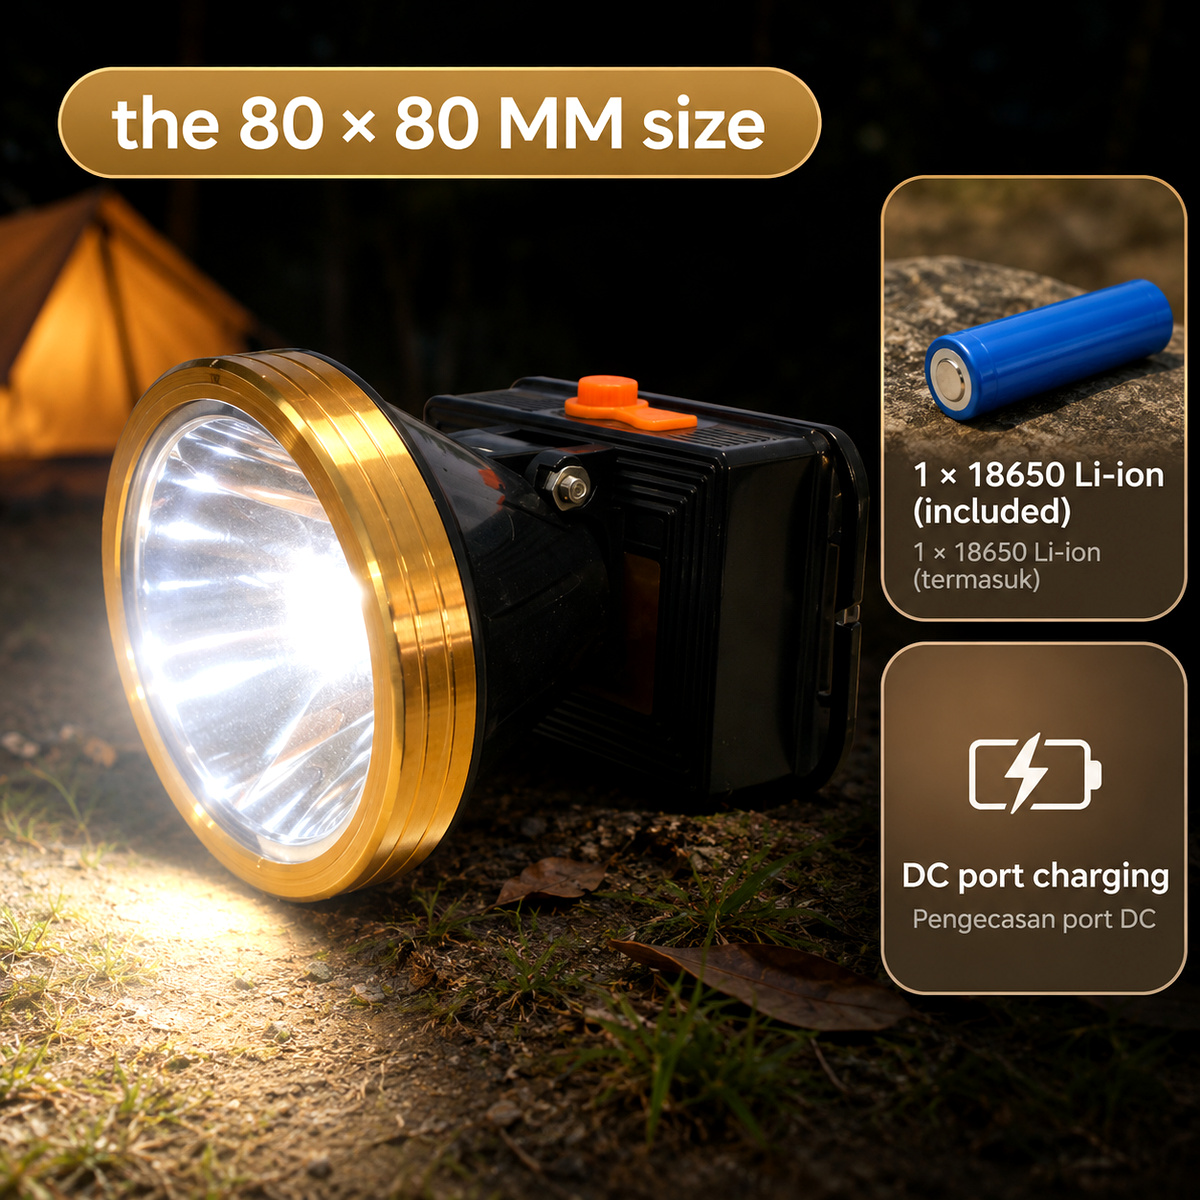 the 80 × 80 MM size
1 × 18650 Li-ion
(included)
1 × 18650 Li-ion
(termasuk)
DC port charging
Pengecasan port DC